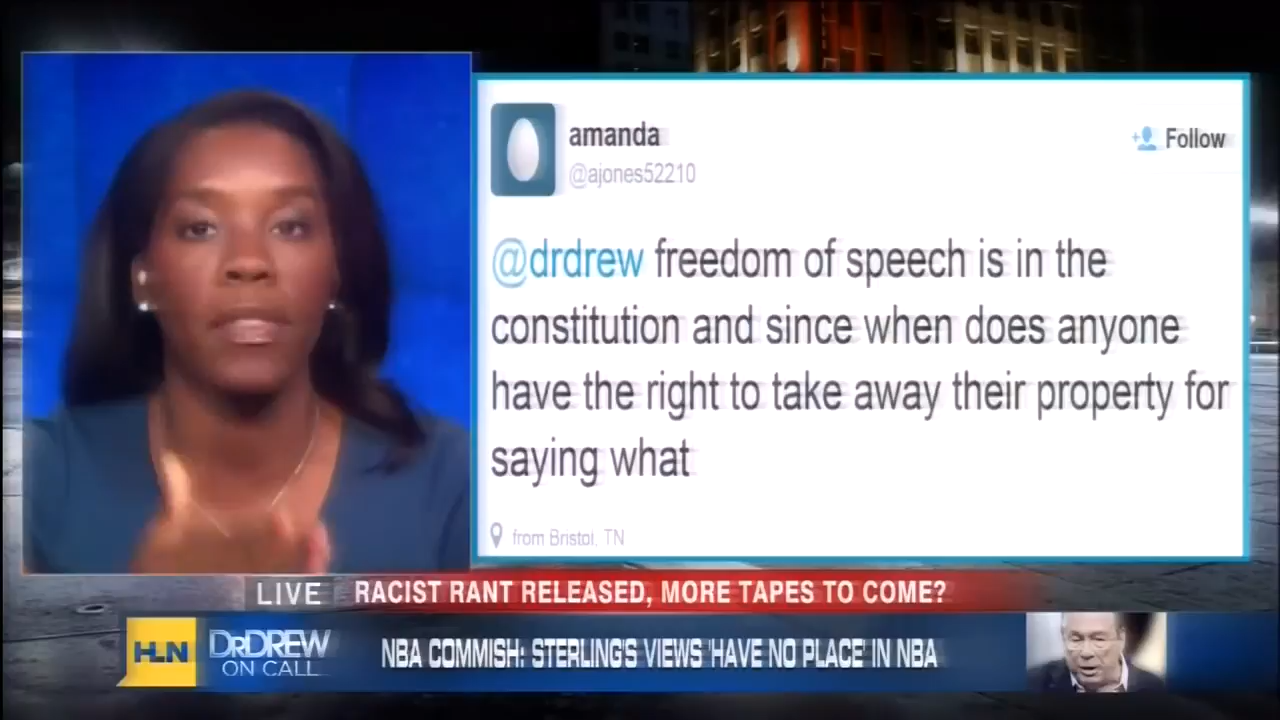 amanda
@ajones52210
Follow
@drdrew freedom of speech is in the
constitution and since when does anyone
have the right to take away their property for
saying what
from Bristol, TN
LIVE RACIST RANT RELEASED, MORE TAPES TO COME?
HLN DRDREW
ON CALL
NBA COMMISH: STERLING'S VIEWS 'HAVE NO PLACE' IN NBA